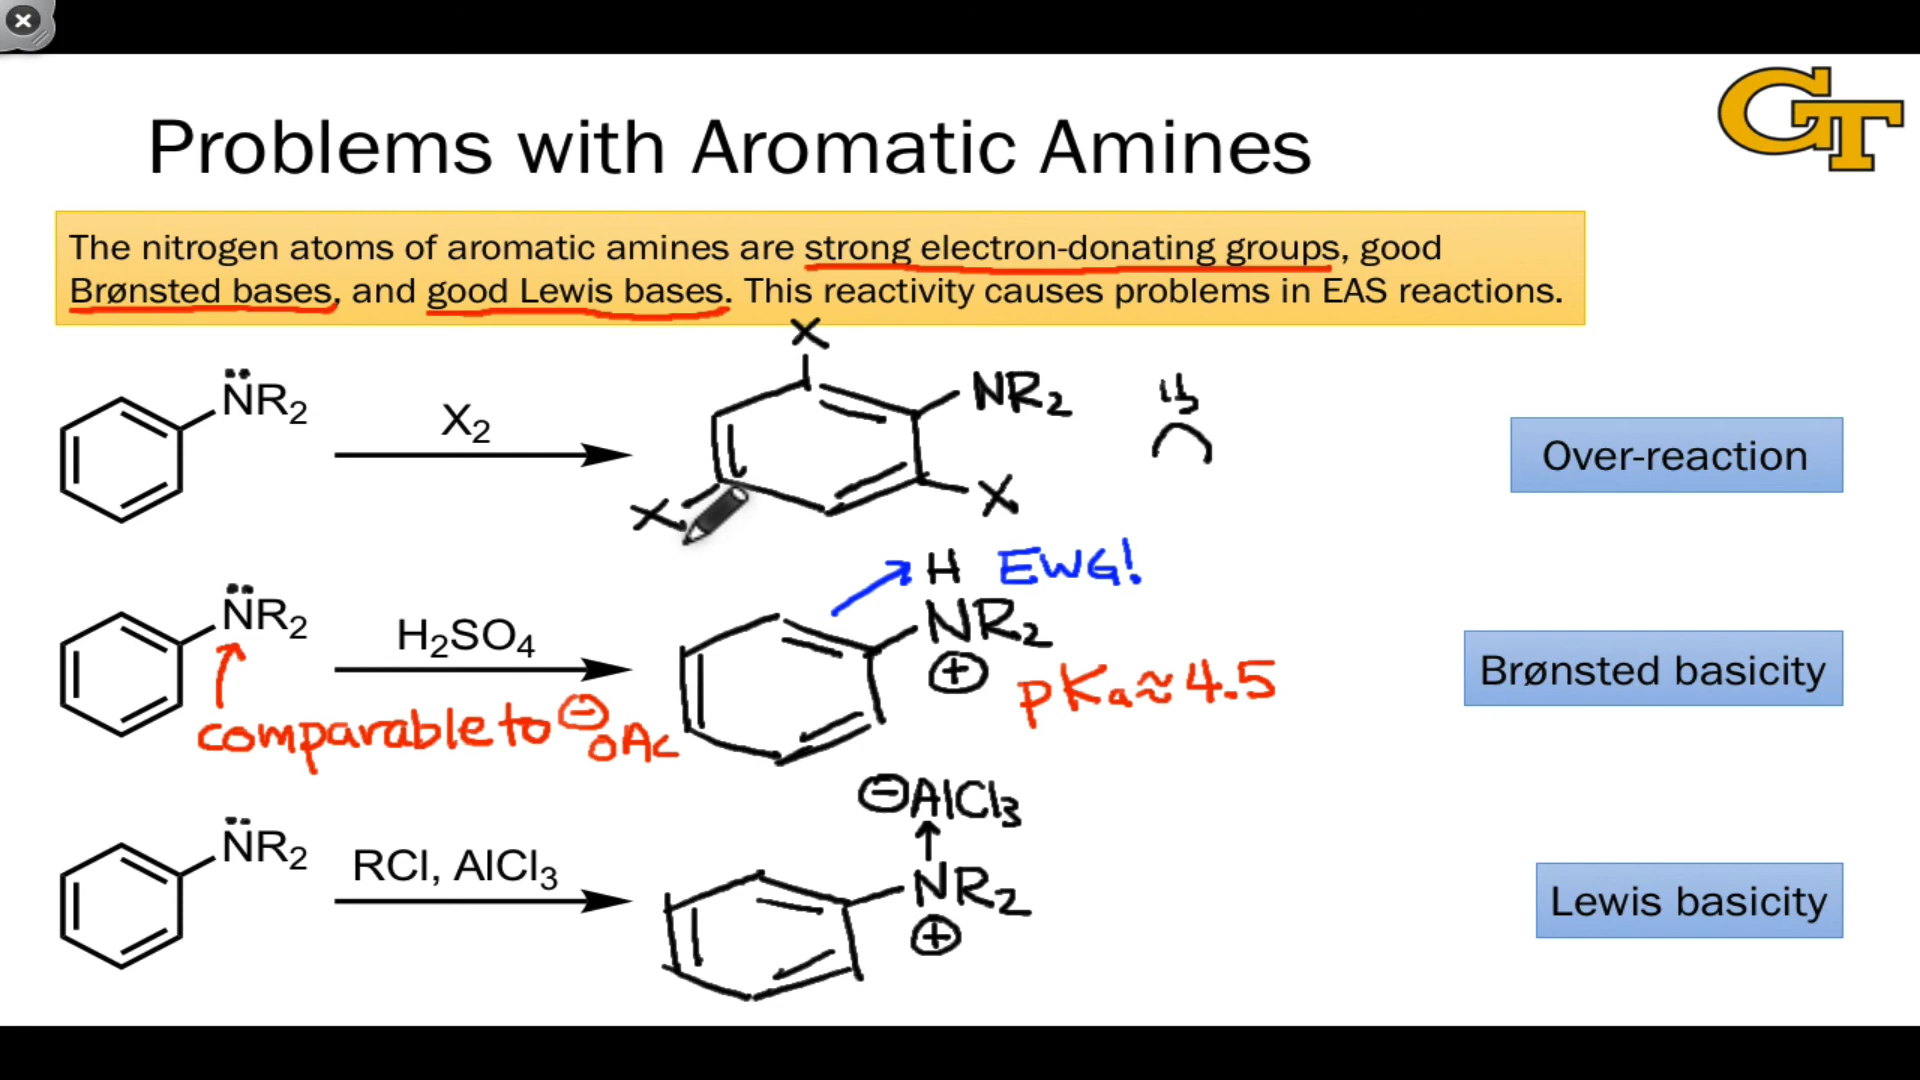 GT
Problems with Aromatic Amines
The nitrogen atoms of aromatic amines are strong electron-donating groups, good
Brønsted bases, and good Lewis bases. This reactivity causes problems in EAS reactions.
NR2
X2
X
NR2
X
X
Over-reaction
NR2
H2SO4
H
EWG!
NR2
+
pKa≈4.5
comparable to ⊖OAc
Brønsted basicity
NR2
RCl, AlCl3
⊖AlCl3
NR2
+
Lewis basicity